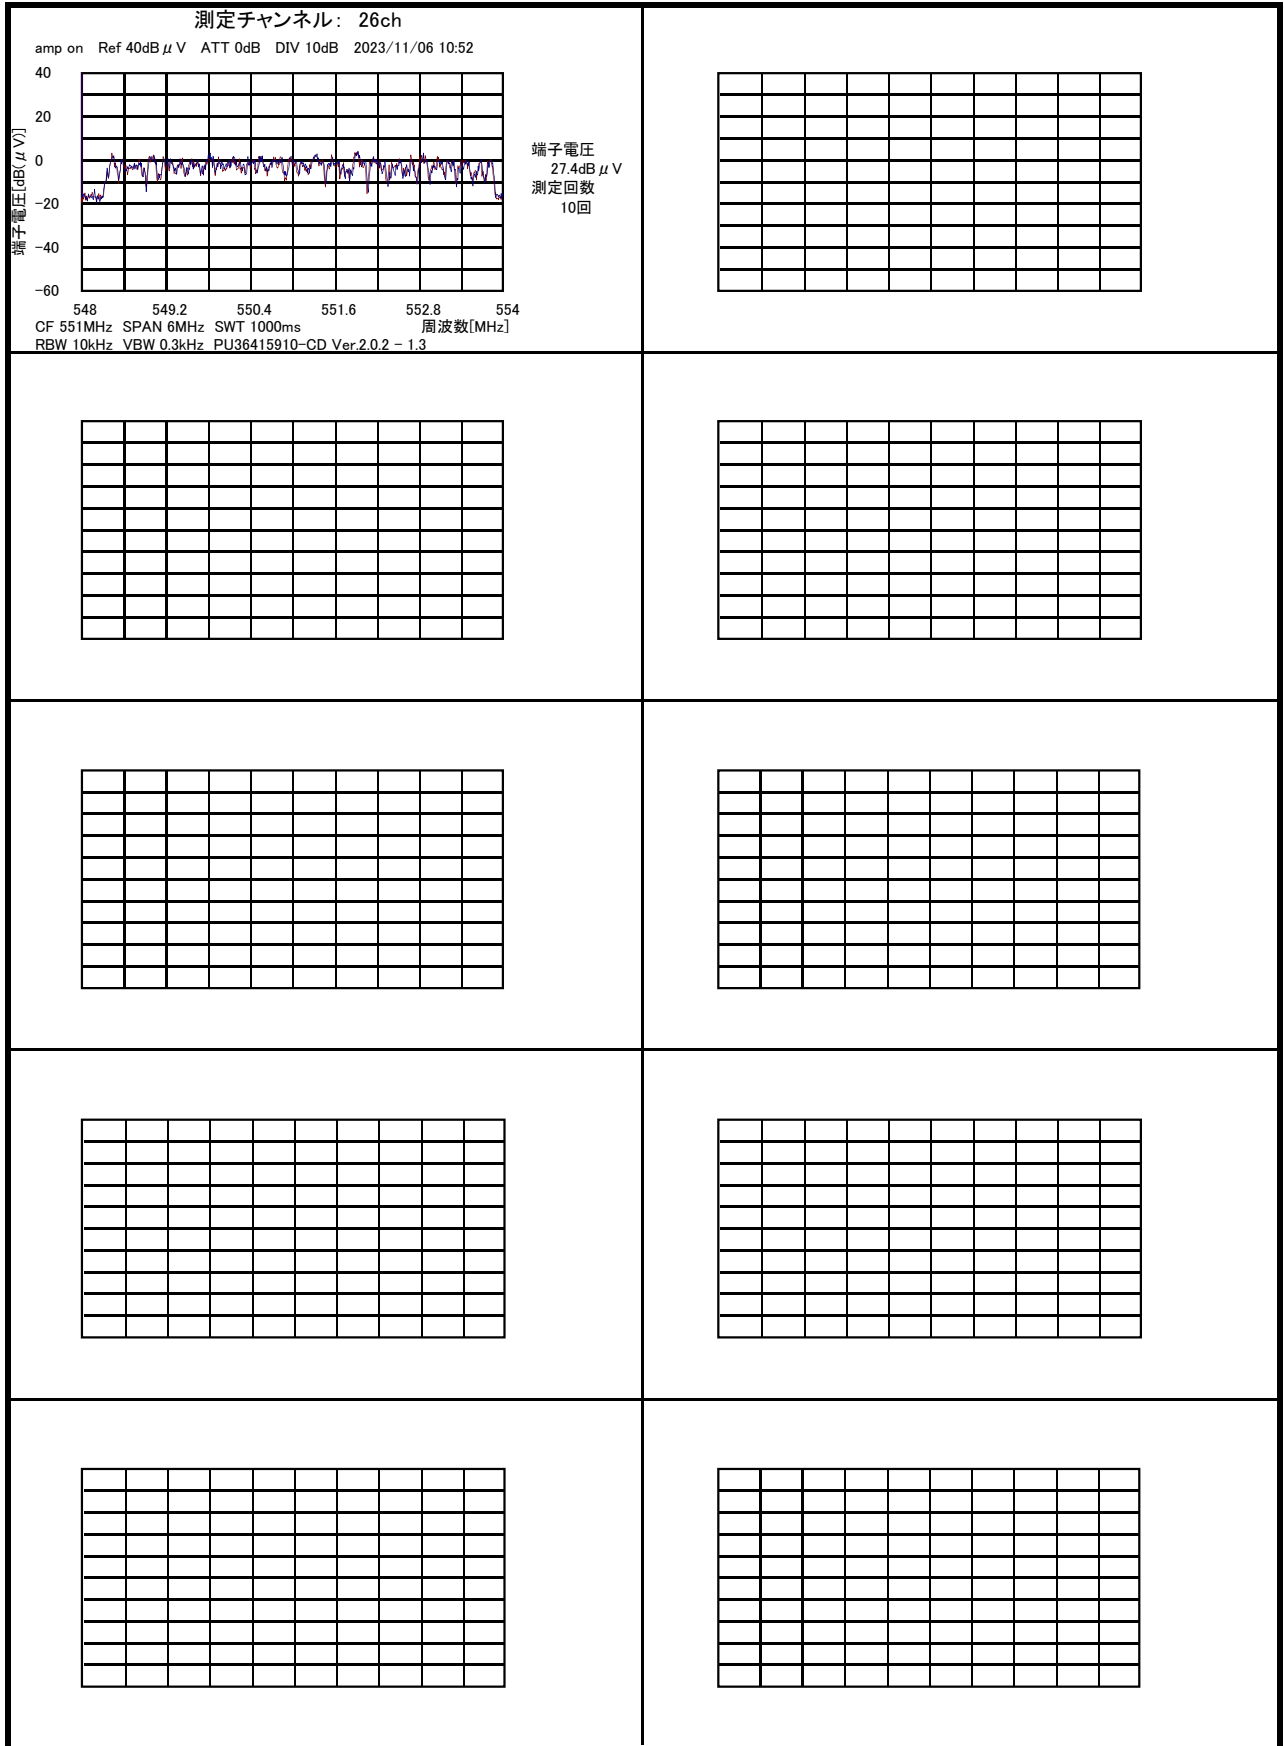 測定チャンネル: 26ch
amp on Ref 40dBμV ATT 0dB DIV 10dB 2023/11/06 10:52
40
20
0
-20
-40
-60
端子電圧[dB(μV)]
端子電圧
27.4dBμV
測定回数
10回
548 549.2 550.4 551.6 552.8 554
CF 551MHz SPAN 6MHz SWT 1000ms 周波数[MHz]
RBW 10kHz VBW 0.3kHz PU36415910-CD Ver.2.0.2 - 1.3